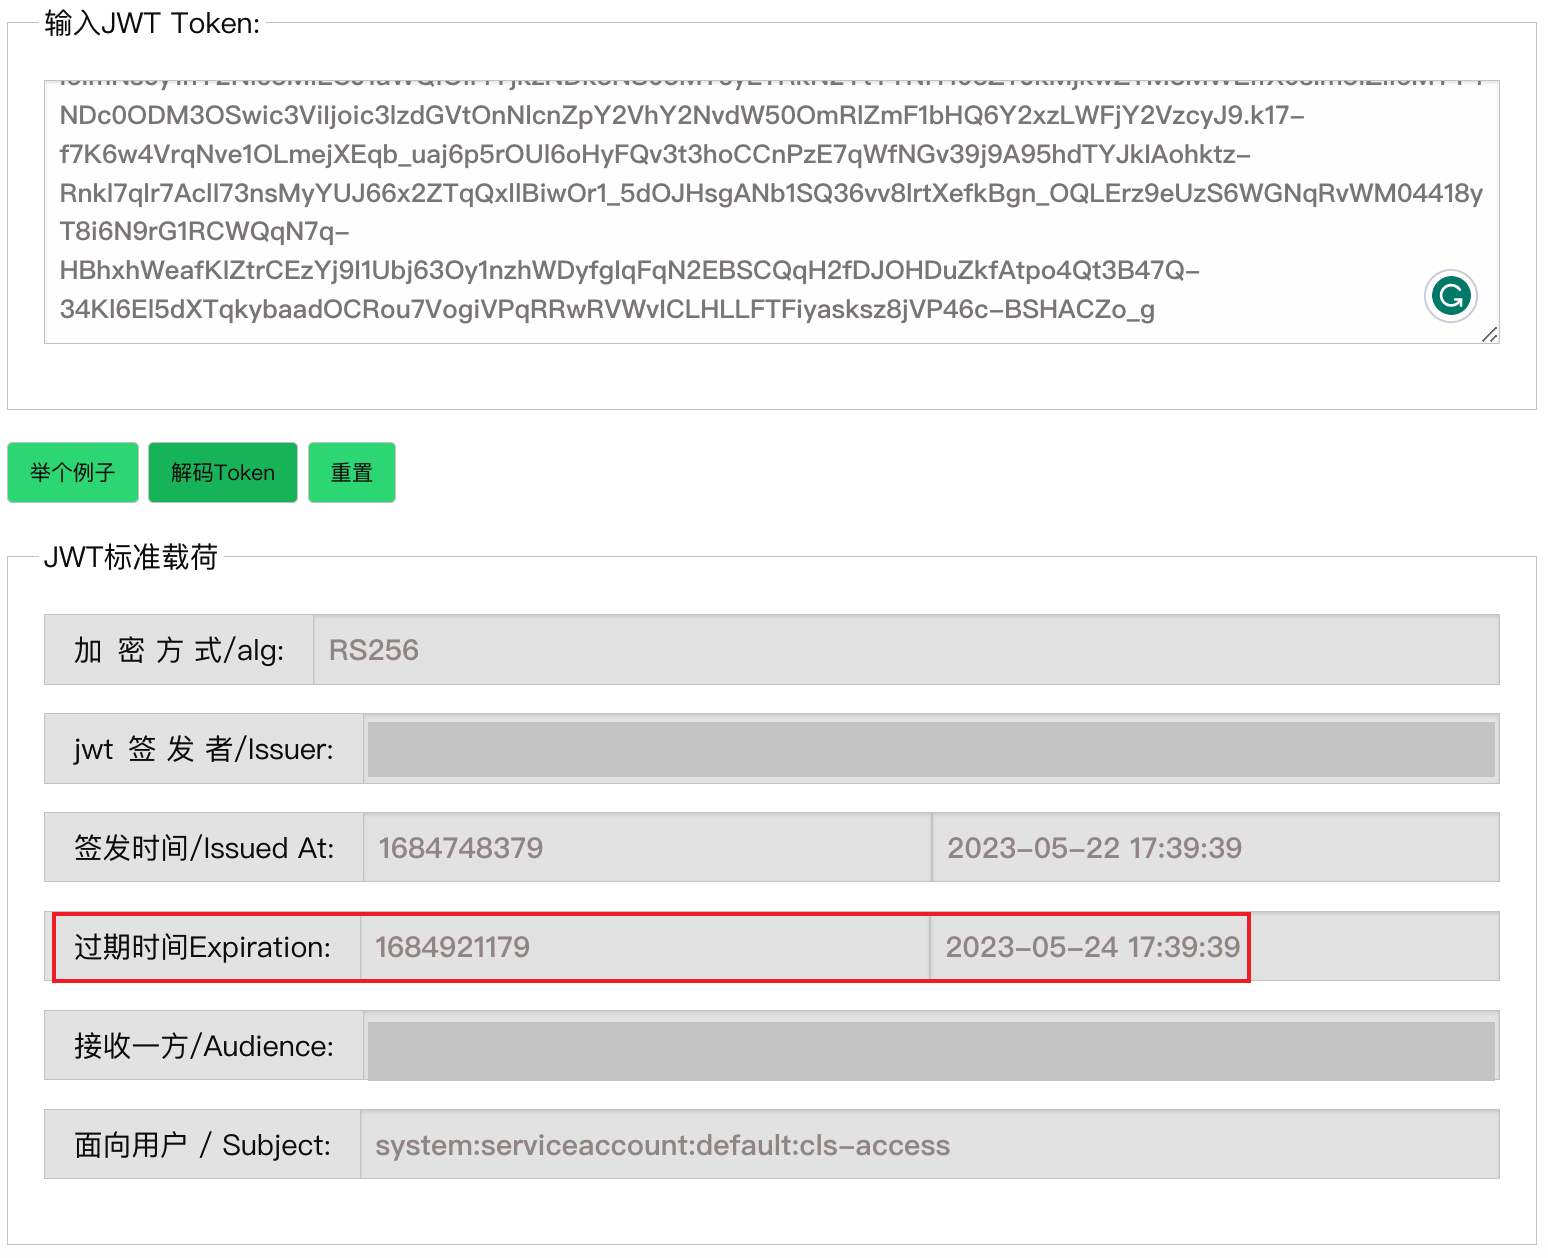 输入JWT Token:
NDc0ODM3OSwic3ViIjoic3lzdGVtOnNlcnZpY2VhY2NvdW50OmRlZmF1bHQ6Y2xzLWFjY2VzcyJ9.k17-
f7K6w4VrqNve1OLmejXEqb_uaj6p5rOUl6oHyFQv3t3hoCCnPzE7qWfNGv39j9A95hdTYJklAohktz-
Rnkl7qIr7AclI73nsMyYUJ66x2ZTqQxIlBiwOr1_5dOJHsgANb1SQ36vv8lrtXefkBgn_OQLErz9eUzS6WGNqRvWM04418y
T8i6N9rG1RCWQqN7q-
HBhxhWeafKIZtrCEzYj9l1Ubj63Oy1nzhWDyfgIqFqN2EBSCQqH2fDJOHDuZkfAtpo4Qt3B47Q-
34Kl6El5dXTqkybaadOCRou7VogiVPqRRwRVWvlCLHLLFTFiyasksz8jVP46c-BSHACZo_g
举个例子 解码Token 重置
JWT标准载荷
加 密 方 式/alg: RS256
jwt 签 发 者/Issuer:
签发时间/Issued At: 1684748379 2023-05-22 17:39:39
过期时间Expiration: 1684921179 2023-05-24 17:39:39
接收一方/Audience:
面向用户 / Subject: system:serviceaccount:default:cls-access